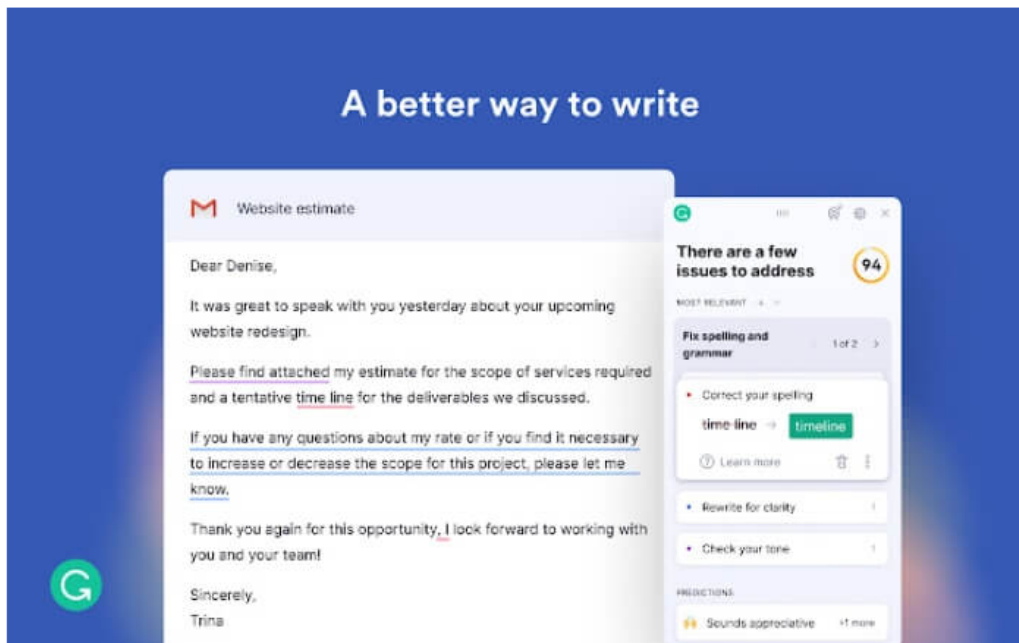 A better way to write
Website estimate
Dear Denise,
It was great to speak with you yesterday about your upcoming
website redesign.
Please find attached my estimate for the scope of services required
and a tentative time line for the deliverables we discussed.
If you have any questions about my rate or if you find it necessary
to increase or decrease the scope for this project, please let me
know.
Thank you again for this opportunity, I look forward to working with
you and your team!
Sincerely,
Trina
There are a few
issues to address
94
MOST RELEVANT
Fix spelling and
grammar
1 of 2
Correct your spelling
time line → timeline
Learn more
Rewrite for clarity
1
Check your tone
1
PREDICTIONS
Sounds appreciative
+1 more